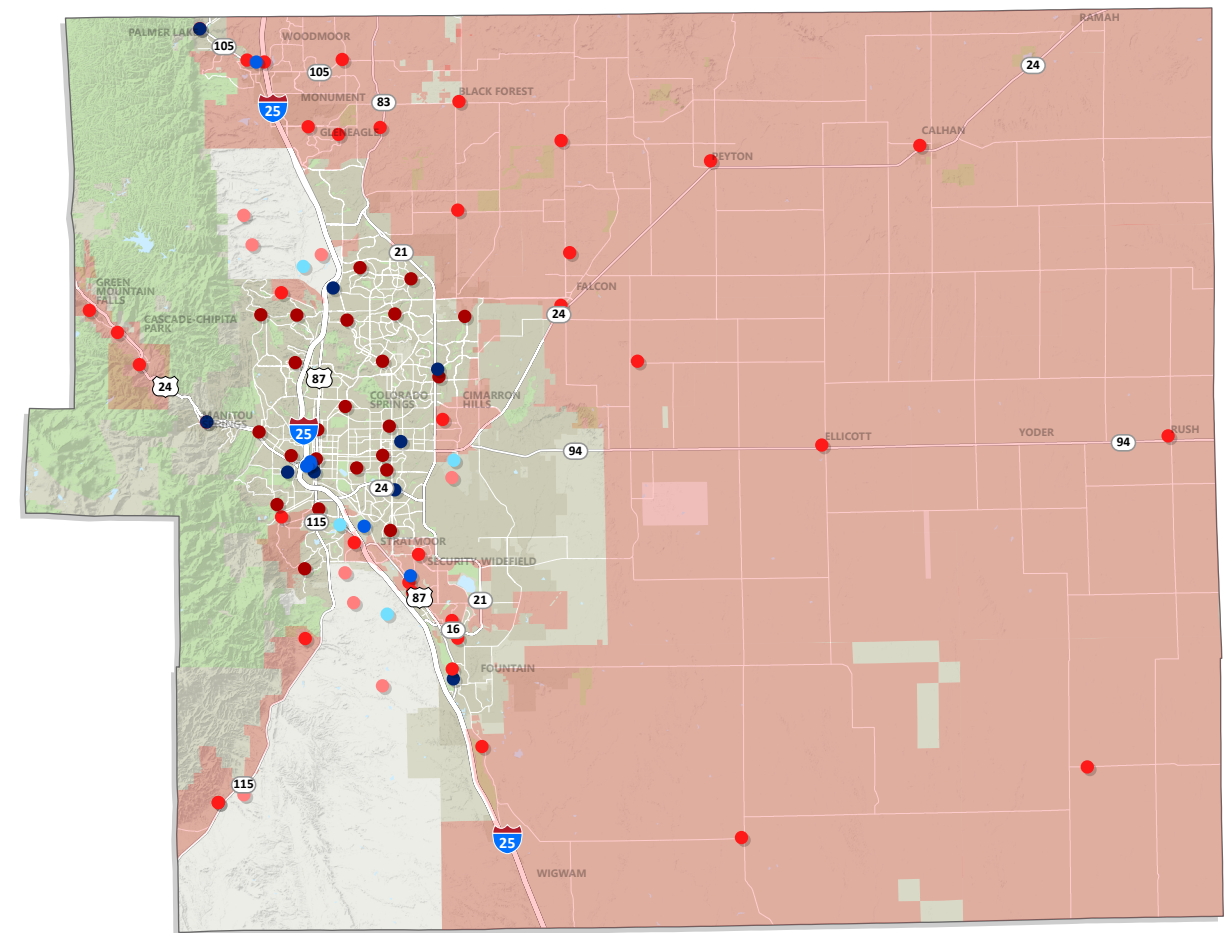 RAMAH
PALMER LAKE
WOODMOOR
105
24
105
BLACK FOREST
MONUMENT
83
25
GLENEAGLE
CALHAN
PEYTON
21
GREEN
MOUNTAIN
FALLS
FALCON
24
CASCADE-CHIPITA
PARK
87
24
COLORADO
SPRINGS
CIMARRON
HILLS
MANITOU
SPRINGS
25
ELLICOTT
YODER
94
RUSH
94
24
115
STRATMOOR
SECURITY-WIDEFIELD
87
21
16
FOUNTAIN
115
25
WIGWAM